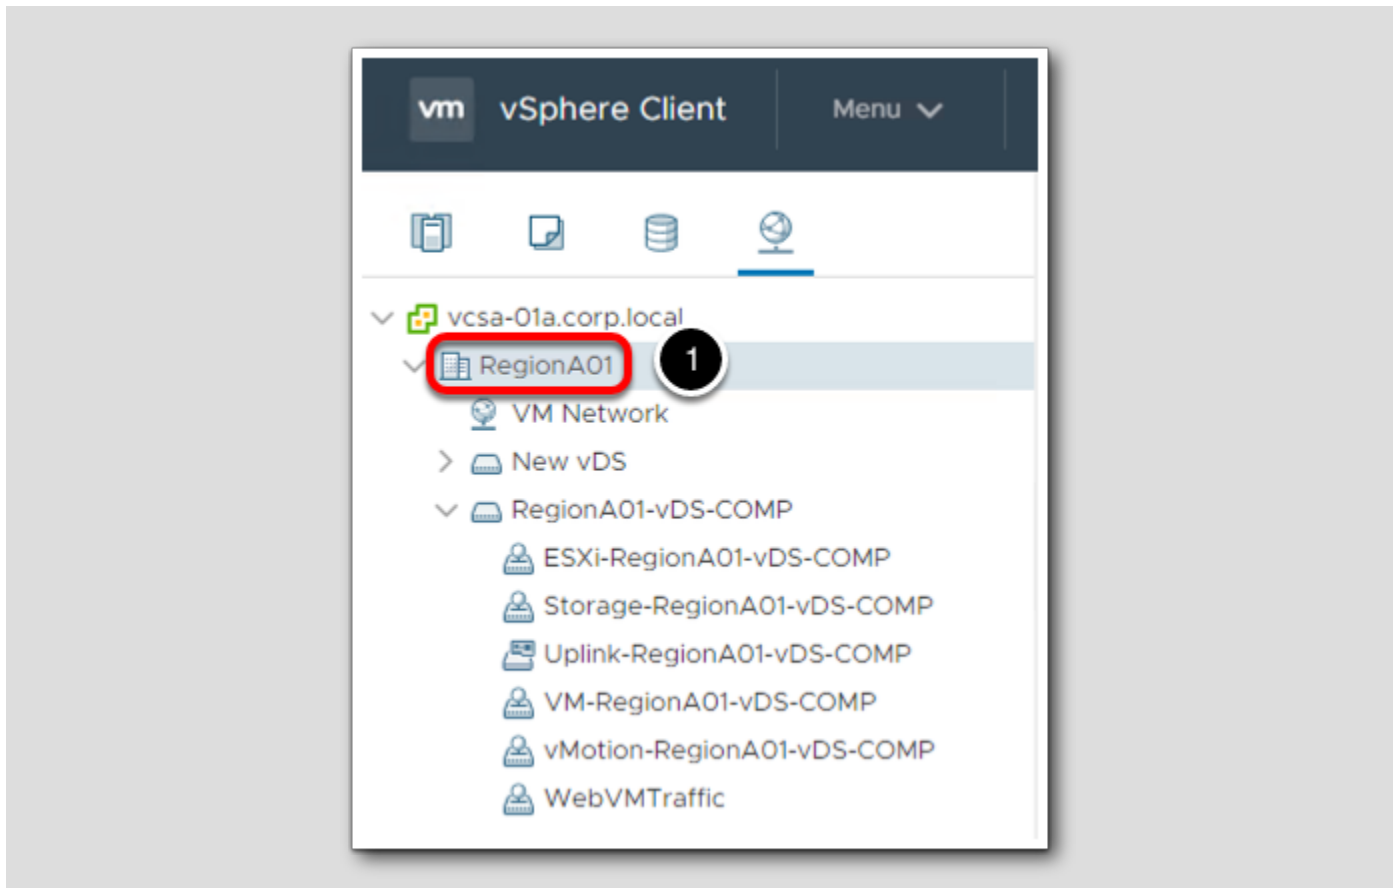 vm vSphere Client Menu
vcsa-01a.corp.local
RegionA01 1
VM Network
New vDS
RegionA01-vDS-COMP
ESXi-RegionA01-vDS-COMP
Storage-RegionA01-vDS-COMP
Uplink-RegionA01-vDS-COMP
VM-RegionA01-vDS-COMP
vMotion-RegionA01-vDS-COMP
WebVMTraffic